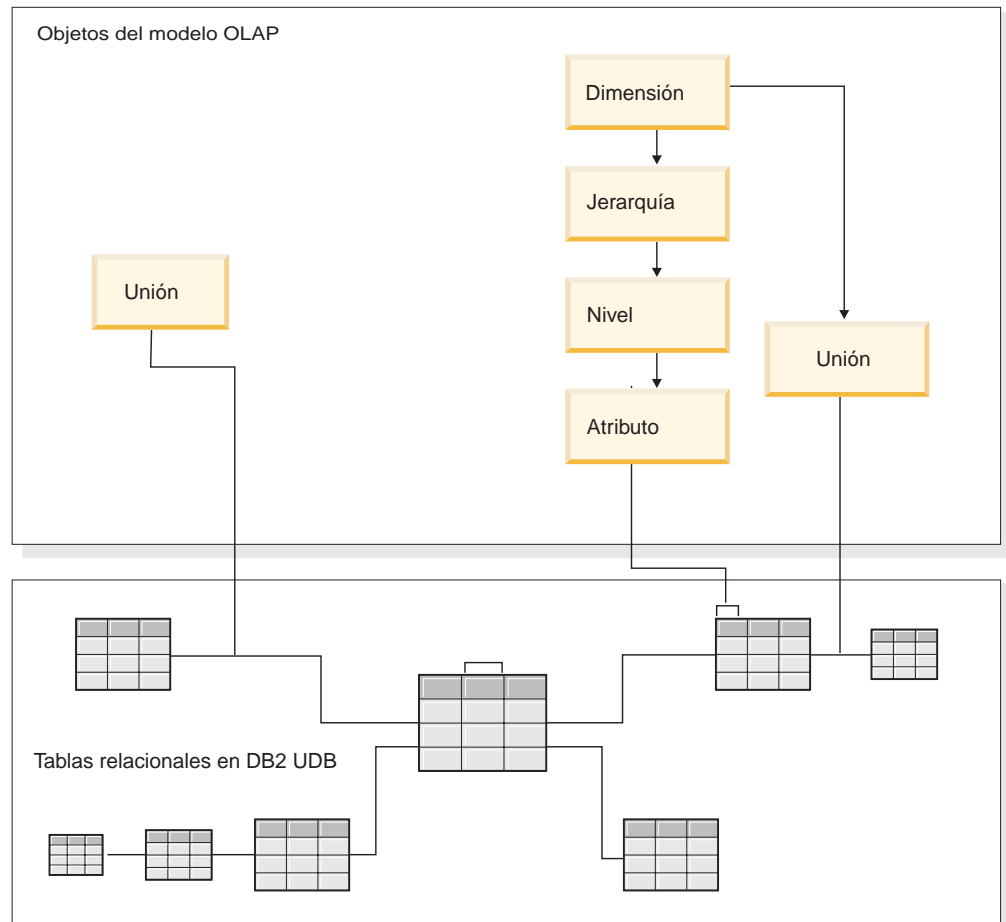 Objetos del modelo OLAP
Dimensión
Jerarquía
Unión
Nivel
Unión
Atributo
Tablas relacionales en DB2 UDB